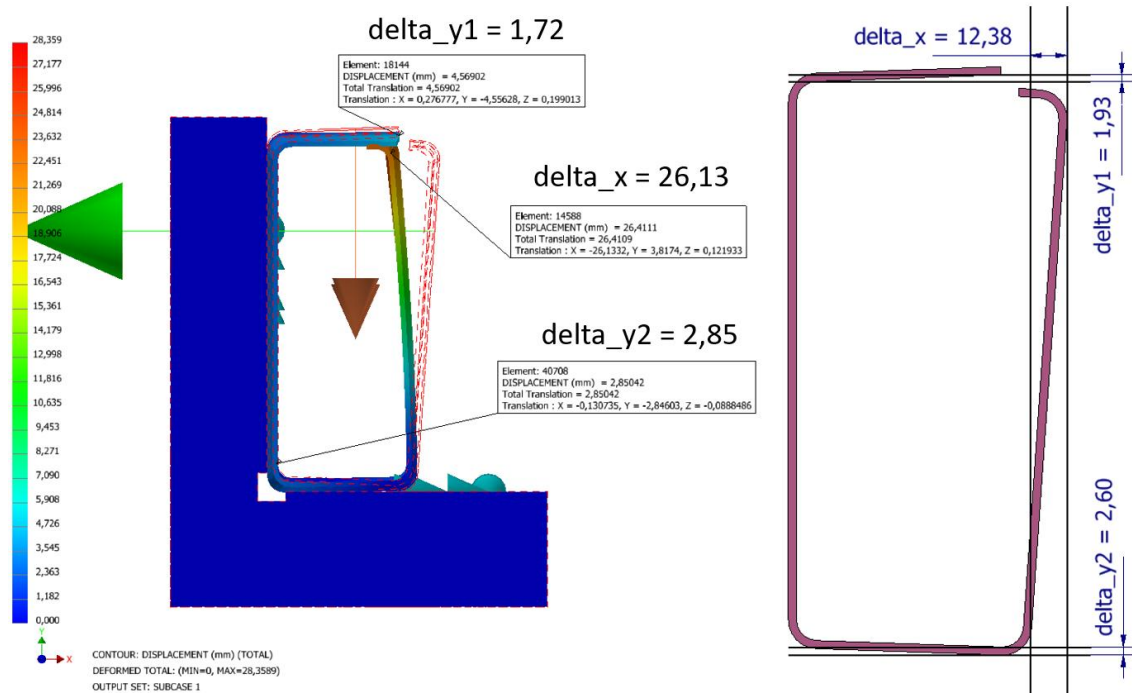 delta_y1 = 1,72
28,359
27,177
25,996
24,814
23,632
22,451
21,269
20,088
18,906
17,724
16,543
15,361
14,179
12,998
11,816
10,635
9,453
8,271
7,090
5,908
4,726
3,545
2,363
1,182
0,000
Element: 18144
DISPLACEMENT (mm) = 4,56902
Total Translation = 4,56902
Translation : X = 0,276777, Y = -4,55628, Z = 0,199013
delta_x = 26,13
Element: 14588
DISPLACEMENT (mm) = 26,4111
Total Translation = 26,4109
Translation : X = -26,1332, Y = 3,8174, Z = 0,121933
delta_y2 = 2,85
Element: 40708
DISPLACEMENT (mm) = 2,85042
Total Translation = 2,85042
Translation : X = -0,130735, Y = -2,84603, Z = -0,0888486
Y
X
CONTOUR: DISPLACEMENT (mm) (TOTAL)
DEFORMED TOTAL: (MIN=0, MAX=28,3589)
OUTPUT SET: SUBCASE 1
delta_x = 12,38
delta_y1 = 1,93
delta_y2 = 2,60